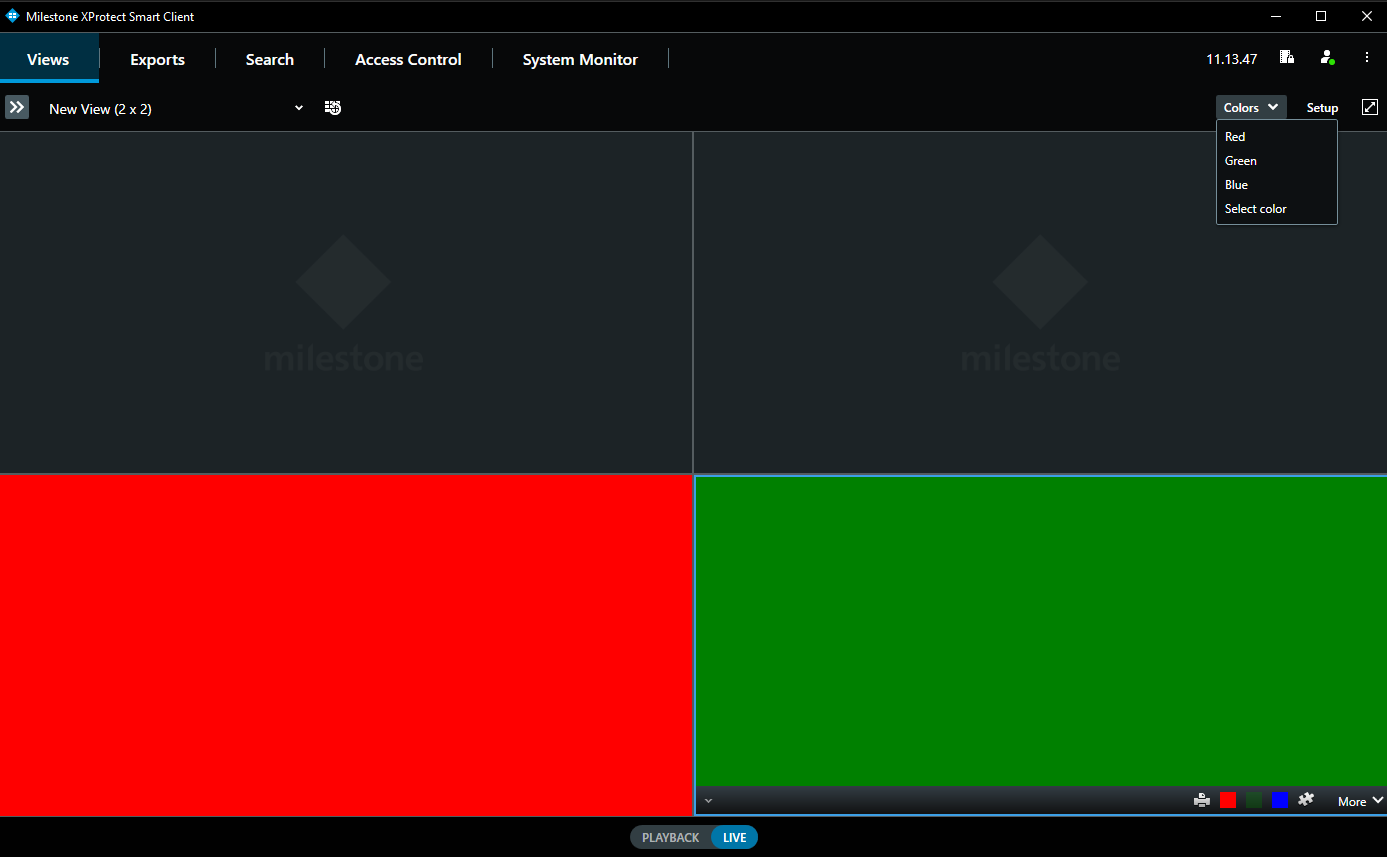 Milestone XProtect Smart Client
Views
Exports
Search
Access Control
System Monitor
11.13.47
New View (2 x 2)
Colors
Setup
Red
Green
Blue
Select color
milestone
milestone
More
PLAYBACK
LIVE